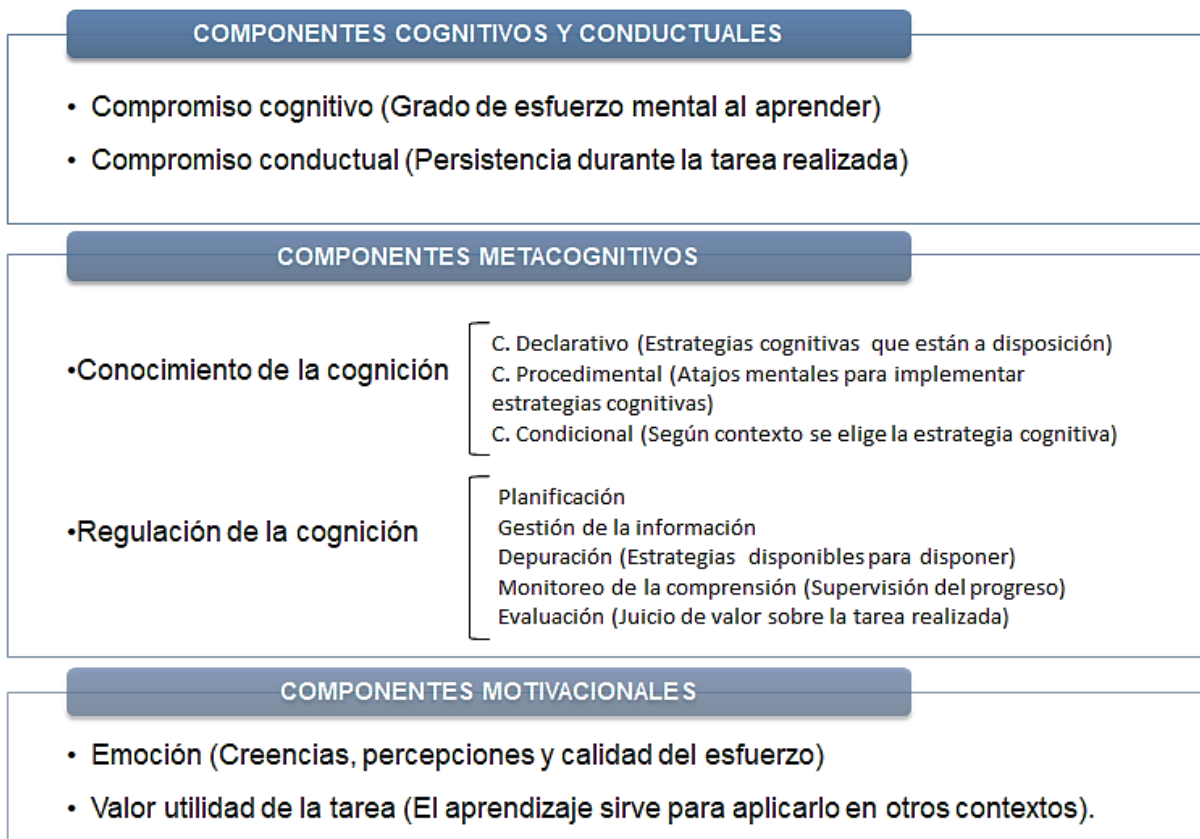 COMPONENTES COGNITIVOS Y CONDUCTUALES
• Compromiso cognitivo (Grado de esfuerzo mental al aprender)
• Compromiso conductual (Persistencia durante la tarea realizada)
COMPONENTES METACOGNITIVOS
•Conocimiento de la cognición
C. Declarativo (Estrategias cognitivas que están a disposición)
C. Procedimental (Atajos mentales para implementar
estrategias cognitivas)
C. Condicional (Según contexto se elige la estrategia cognitiva)
•Regulación de la cognición
Planificación
Gestión de la información
Depuración (Estrategias disponibles para disponer)
Monitoreo de la comprensión (Supervisión del progreso)
Evaluación (Juicio de valor sobre la tarea realizada)
COMPONENTES MOTIVACIONALES
• Emoción (Creencias, percepciones y calidad del esfuerzo)
• Valor utilidad de la tarea (El aprendizaje sirve para aplicarlo en otros contextos).